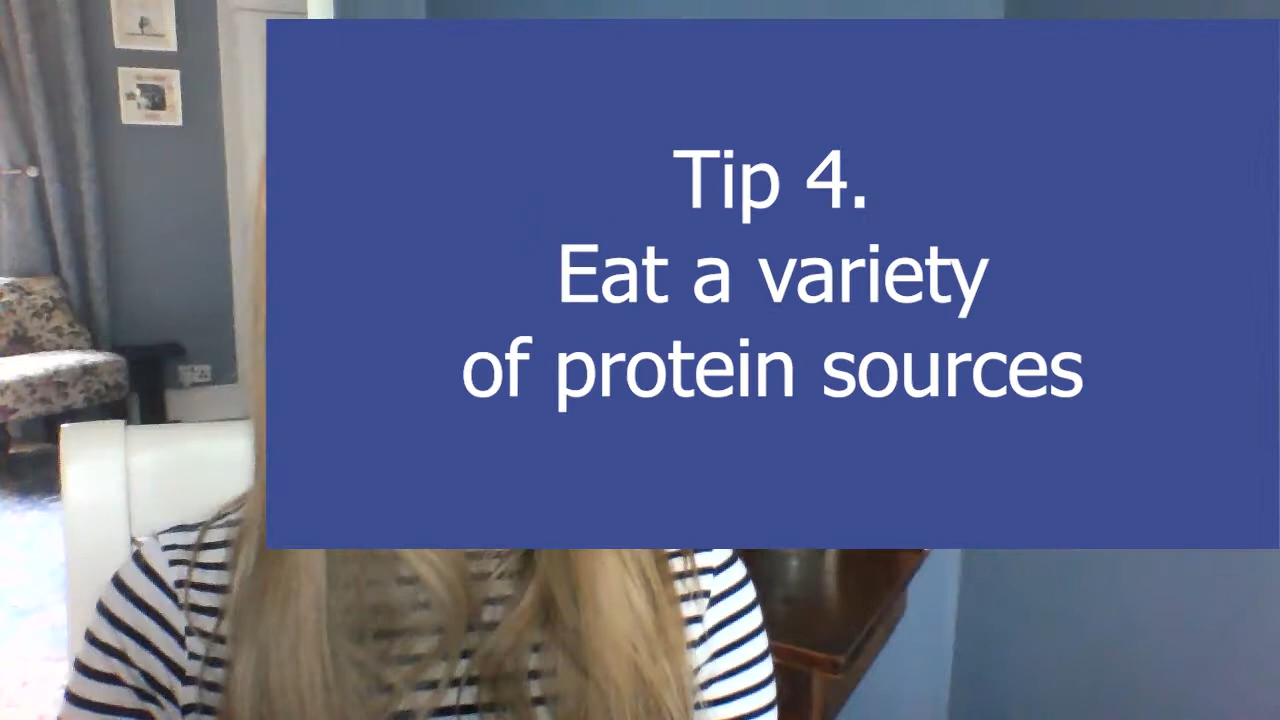 Tip 4.
Eat a variety
of protein sources